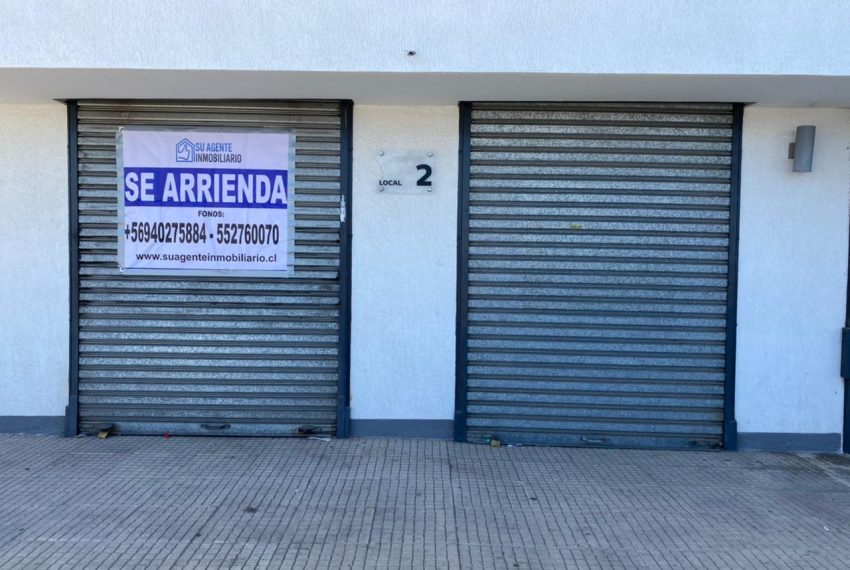 SU AGENTE
INMOBILIARIO
SE ARRIENDA
FONOS:
+56940275884 - 552760070
www.suagenteinmobiliario.cl
LOCAL 2